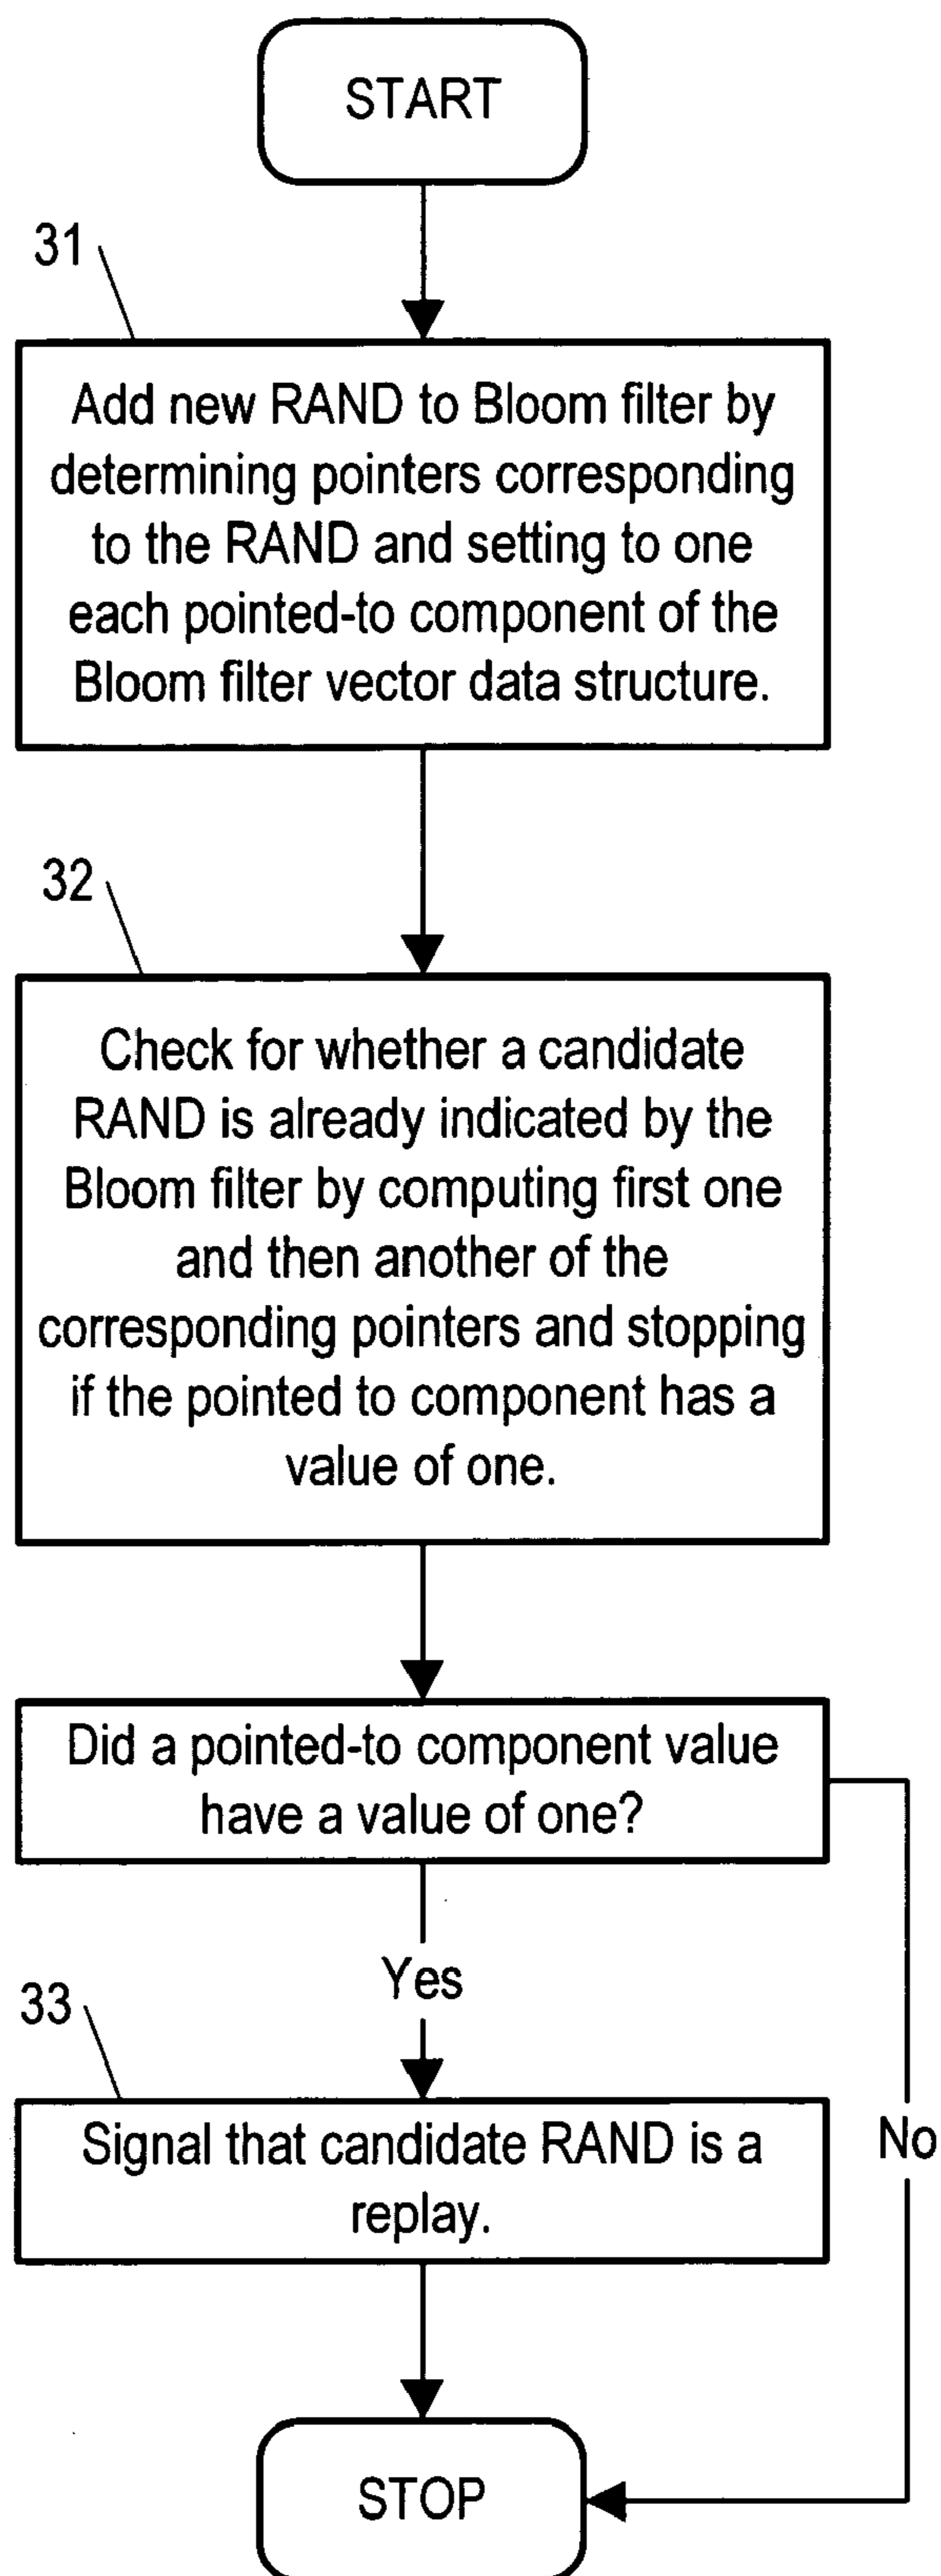 START
31
Add new RAND to Bloom filter by
determining pointers corresponding
to the RAND and setting to one
each pointed-to component of the
Bloom filter vector data structure.
32
Check for whether a candidate
RAND is already indicated by the
Bloom filter by computing first one
and then another of the
corresponding pointers and stopping
if the pointed to component has a
value of one.
Did a pointed-to component value
have a value of one?
Yes
33
Signal that candidate RAND is a
replay.
No
STOP